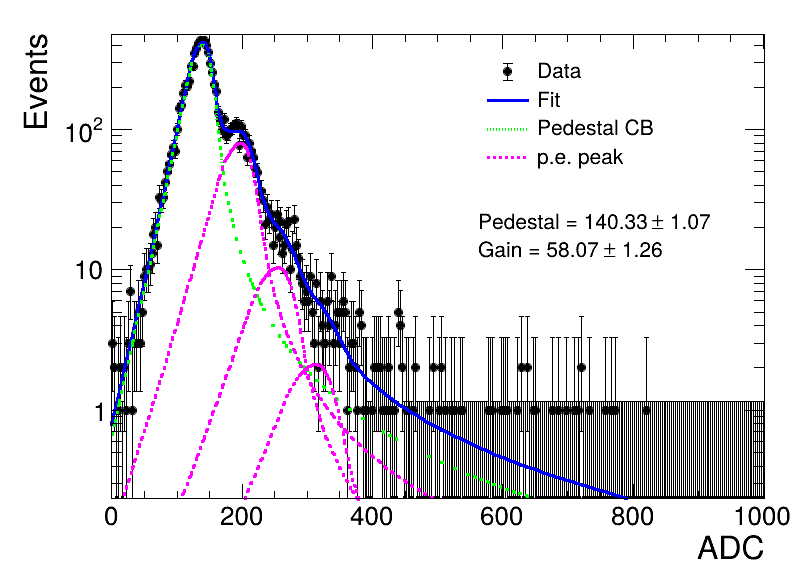 Events
10²
10
1
Data
Fit
Pedestal CB
p.e. peak
Pedestal = 140.33 ± 1.07
Gain = 58.07 ± 1.26
0 200 400 600 800 1000
ADC